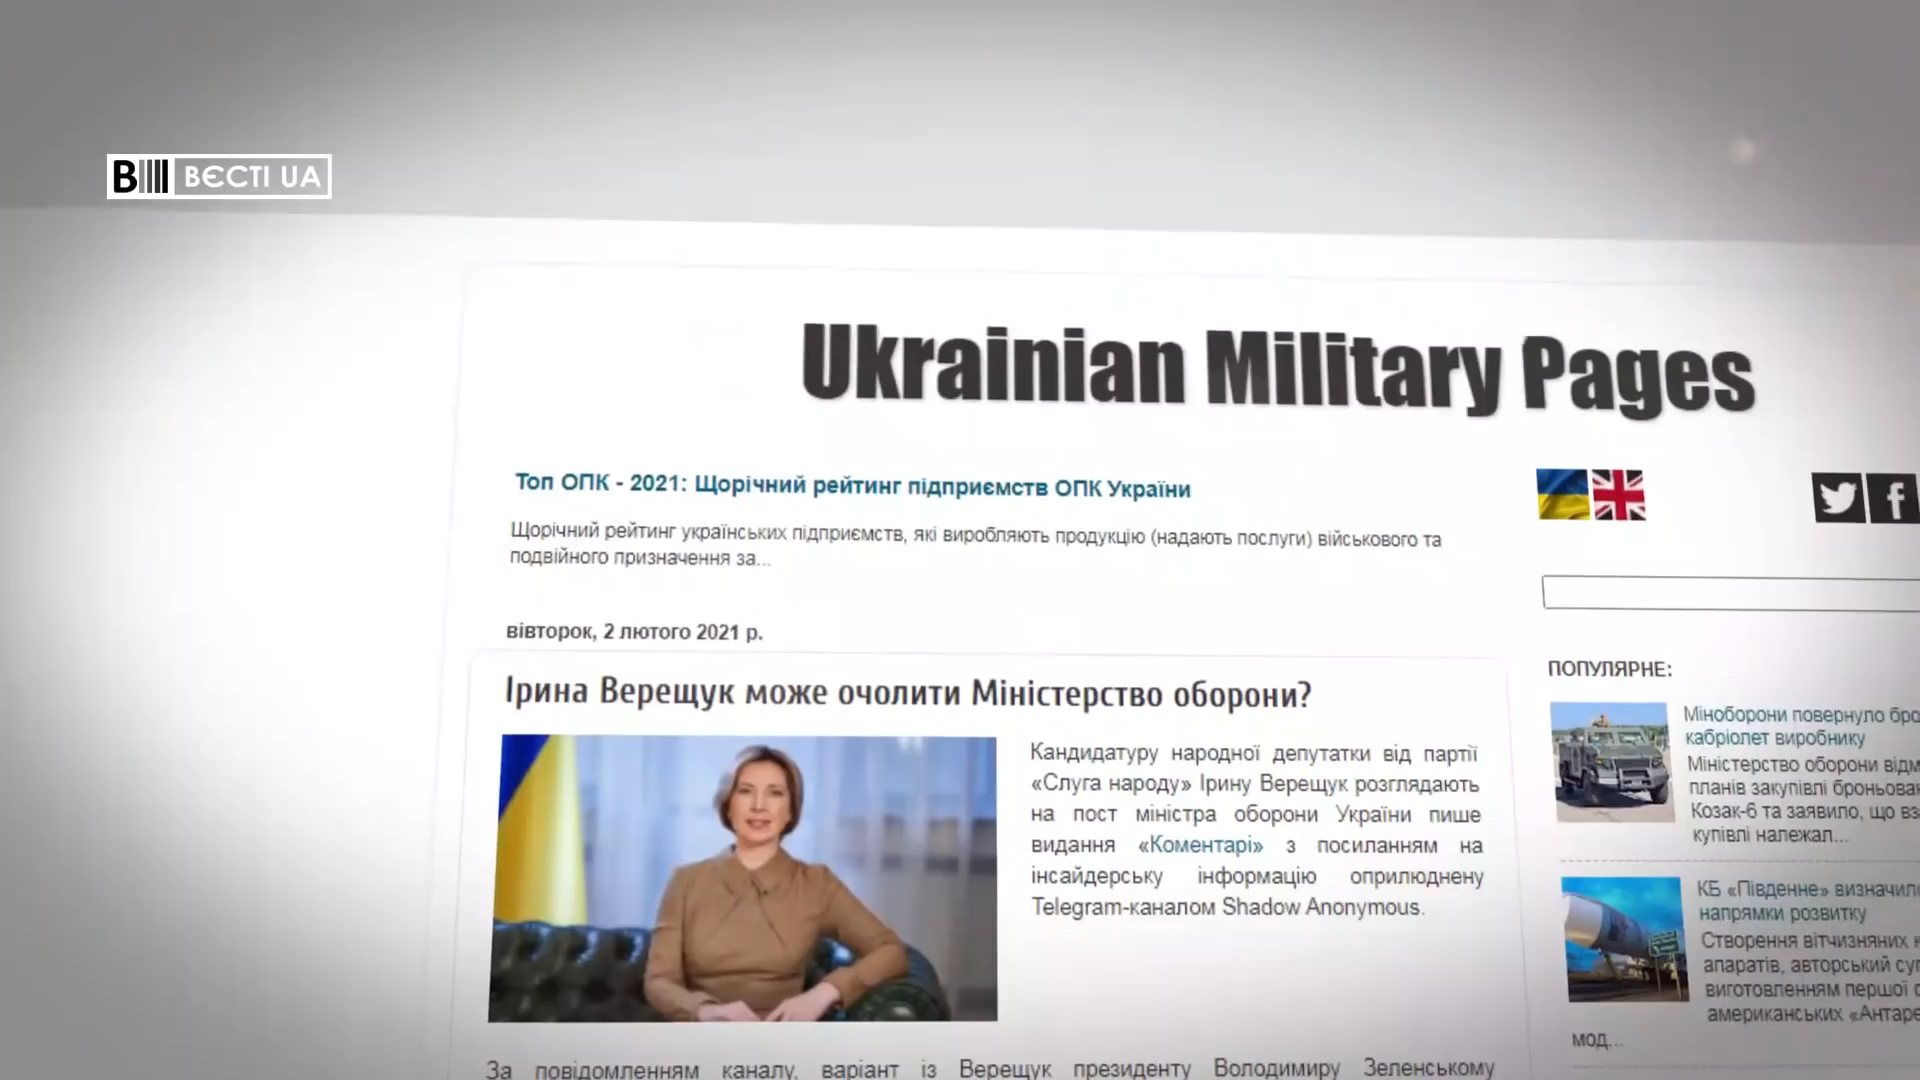 В ВЄСТІ UA
Ukrainian Military Pages
Топ ОПК - 2021: Щорічний рейтинг підприємств ОПК України
Щорічний рейтинг українських підприємств, які виробляють продукцію (надають послуги) військового та
подвійного призначення за...
вівторок, 2 лютого 2021 р.
Ірина Верещук може очолити Міністерство оборони?
Кандидатуру народної депутатки від партії
«Слуга народу» Ірину Верещук розглядають
на пост міністра оборони України пише
видання «Коментарі» з посиланням на
інсайдерську інформацію оприлюднену
Telegram-каналом Shadow Anonymous.
За повідомленням каналу, варіант із Верещук президенту Володимиру Зеленському
ПОПУЛЯРНЕ:
Міноборони повернуло
кабріолет виробнику
Міністерство оборони
планів закупівлі
Козак-6 та заявило, що
купівлі належал...
КБ «Південне»
напрямки розвитку
Створення вітчизняних
апаратів, авторський
виготовленням першої
американських
мод...